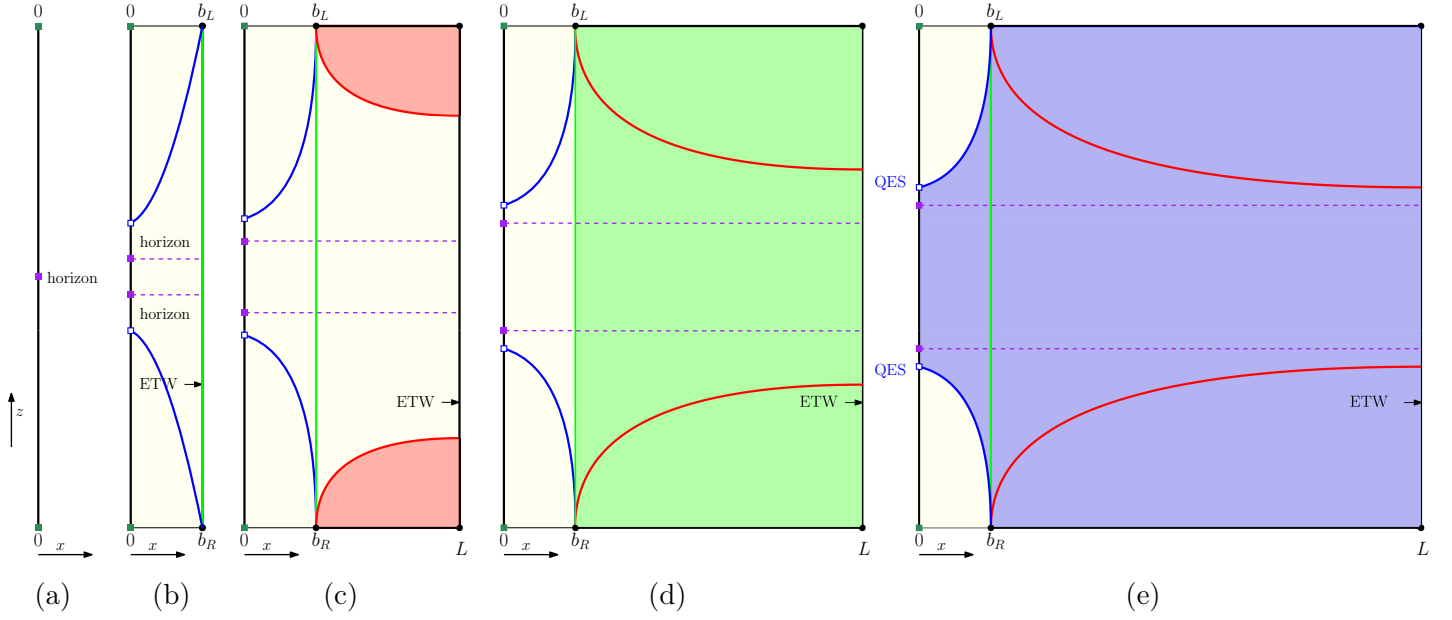 0
0
b_L
0
b_L
0
b_L
0
b_L
QES
horizon
horizon
horizon
QES
ETW
ETW
ETW
ETW
z
0
0
b_R
0
b_R
0
b_R
0
b_R
x
x
x
x
x
L
L
L
(a)
(b)
(c)
(d)
(e)